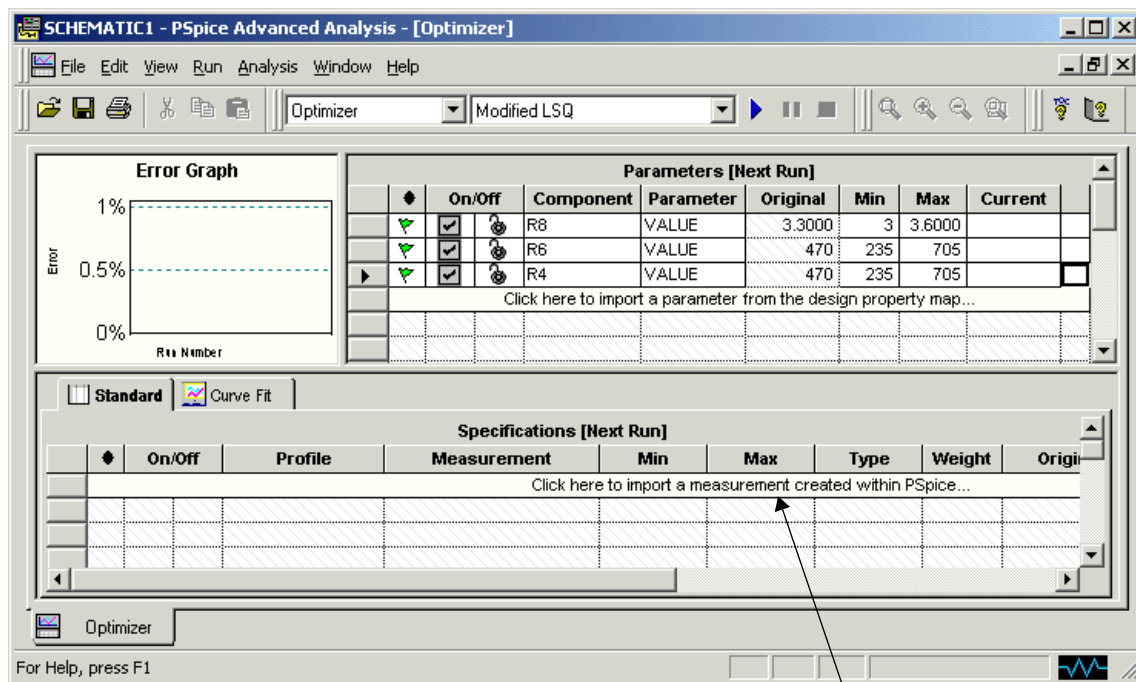 SCHEMATIC1 - PSpice Advanced Analysis - [Optimizer]
File Edit View Run Analysis Window Help
Optimizer Modified LSQ
Error Graph
1%
0.5%
0%
Error
Run Number
Parameters [Next Run]
On/Off Component Parameter Original Min Max Current
R8 VALUE 3.3000 3 3.6000
R6 VALUE 470 235 705
R4 VALUE 470 235 705
Click here to import a parameter from the design property map...
Standard Curve Fit
Specifications [Next Run]
On/Off Profile Measurement Min Max Type Weight Origin
Click here to import a measurement created within PSpice...
Optimizer
For Help, press F1